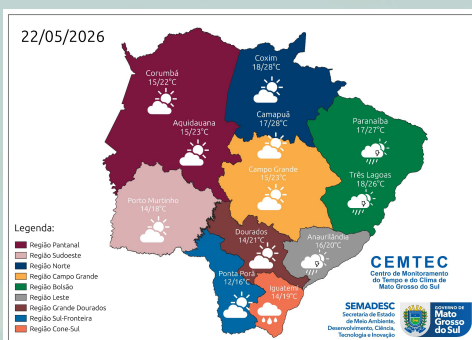 22/05/2026
Coxim
18/28°C
Corumbá
15/22°C
Camapuã
17/28°C
Aquidauana
15/23°C
Paranaíba
17/27°C
Campo Grande
15/23°C
Três Lagoas
18/26°C
Porto Murtinho
14/18°C
Dourados
14/21°C
Anaurilândia
16/20°C
Ponta Porã
12/16°C
Iguatemi
14/19°C
Legenda:
Região Pantanal
Região Sudoeste
Região Norte
Região Campo Grande
Região Bolsão
Região Leste
Região Grande Dourados
Região Sul-Fronteira
Região Cone-Sul
CEMTEC
Centro de Monitoramento
do Tempo e do Clima de
Mato Grosso do Sul
SEMADESC
Secretaria de Estado
de Meio Ambiente,
Desenvolvimento, Ciência,
Tecnologia e Inovação
GOVERNO DE
Mato
Grosso
do Sul